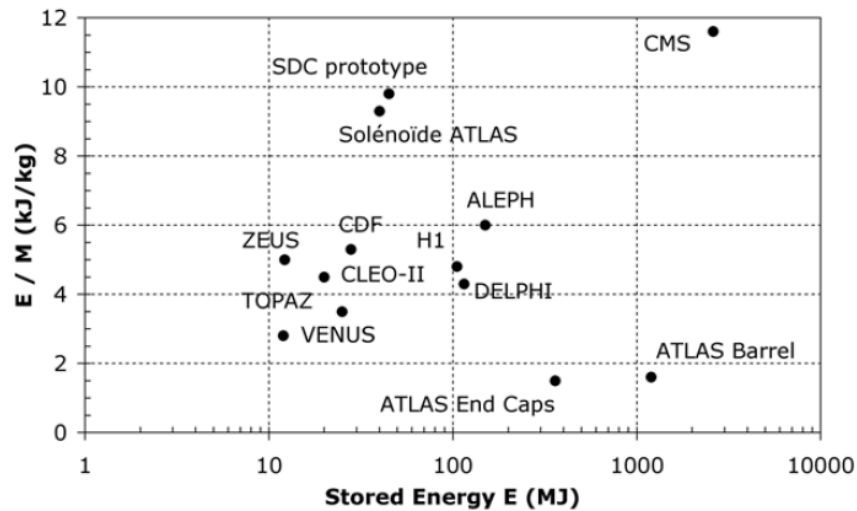 12
10
8
6
4
2
0
E / M (kJ/kg)
CMS
SDC prototype
Solénoïde ATLAS
ALEPH
CDF
H1
ZEUS
CLEO-II
DELPHI
TOPAZ
VENUS
ATLAS Barrel
ATLAS End Caps
1 10 100 1000 10000
Stored Energy E (MJ)